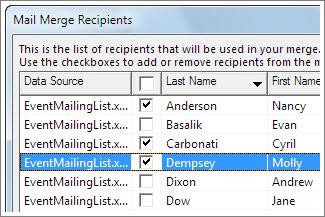 Mail Merge Recipients
This is the list of recipients that will be used in your merge.
Use the checkboxes to add or remove recipients from the
Data Source Last Name First Name
EventMailingList.x... Anderson Nancy
EventMailingList.x... Basalik Evan
EventMailingList.x... Carbonati Cyril
EventMailingList.x... Dempsey Molly
EventMailingList.x... Dixon Andrew
EventMailingList.x... Dow Jane